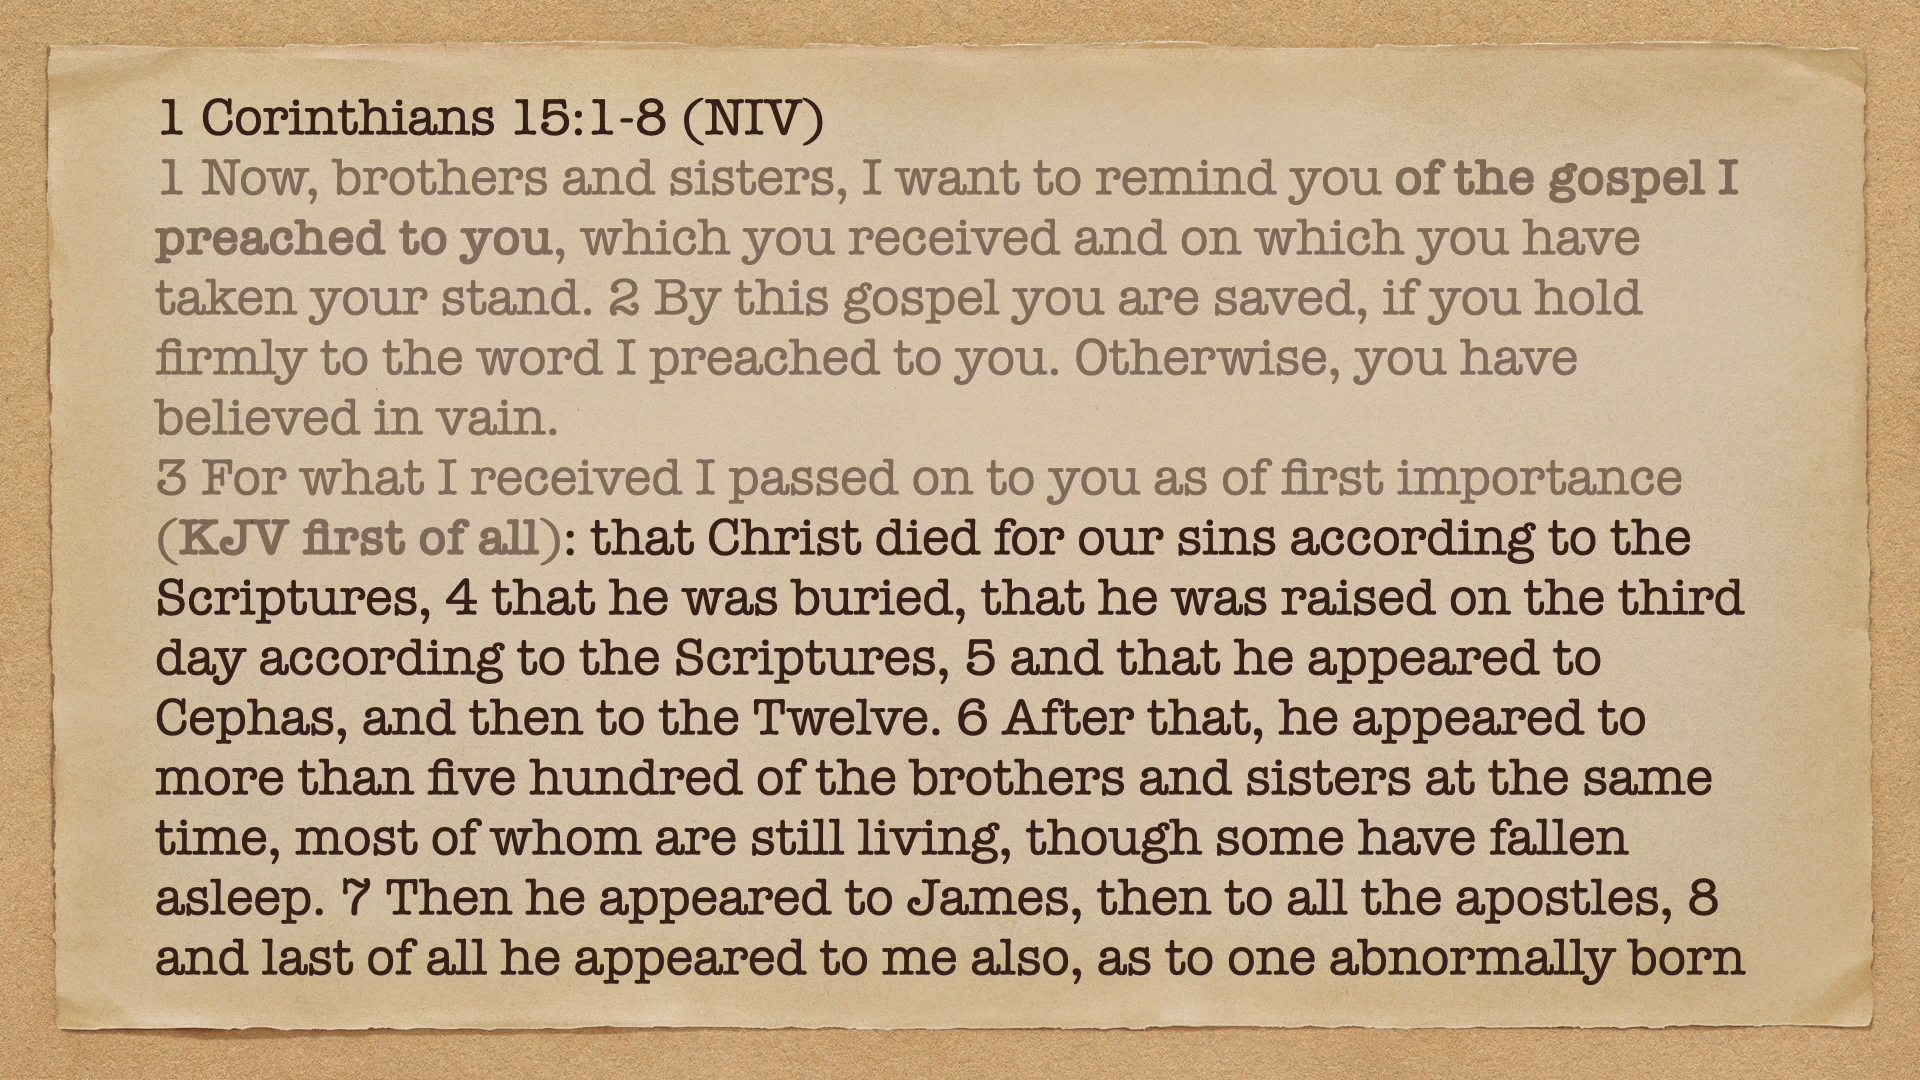 1 Corinthians 15:1-8 (NIV)
1 Now, brothers and sisters, I want to remind you of the gospel I
preached to you, which you received and on which you have
taken your stand. 2 By this gospel you are saved, if you hold
firmly to the word I preached to you. Otherwise, you have
believed in vain.
3 For what I received I passed on to you as of first importance
(KJV first of all): that Christ died for our sins according to the
Scriptures, 4 that he was buried, that he was raised on the third
day according to the Scriptures, 5 and that he appeared to
Cephas, and then to the Twelve. 6 After that, he appeared to
more than five hundred of the brothers and sisters at the same
time, most of whom are still living, though some have fallen
asleep. 7 Then he appeared to James, then to all the apostles, 8
and last of all he appeared to me also, as to one abnormally born